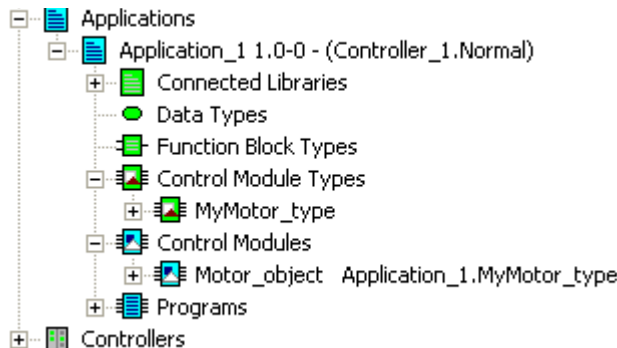 Applications
Application_1 1.0-0 - (Controller_1.Normal)
Connected Libraries
Data Types
Function Block Types
Control Module Types
MyMotor_type
Control Modules
Motor_object Application_1.MyMotor_type
Programs
Controllers